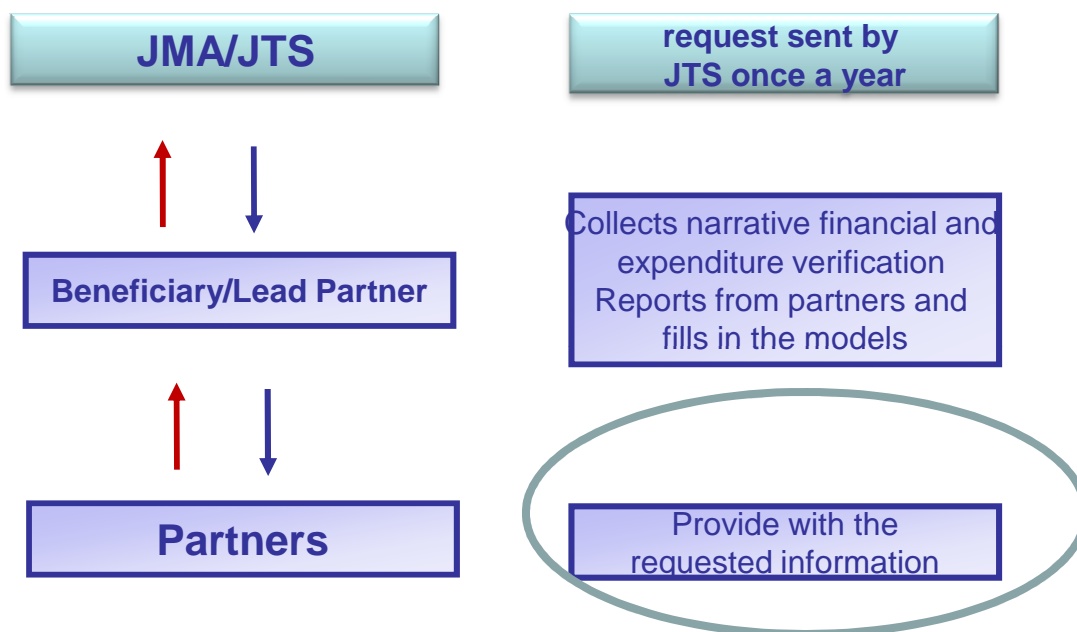 JMA/JTS
request sent by
JTS once a year
Beneficiary/Lead Partner
Collects narrative financial and
expenditure verification
Reports from partners and
fills in the models
Partners
Provide with the
requested information